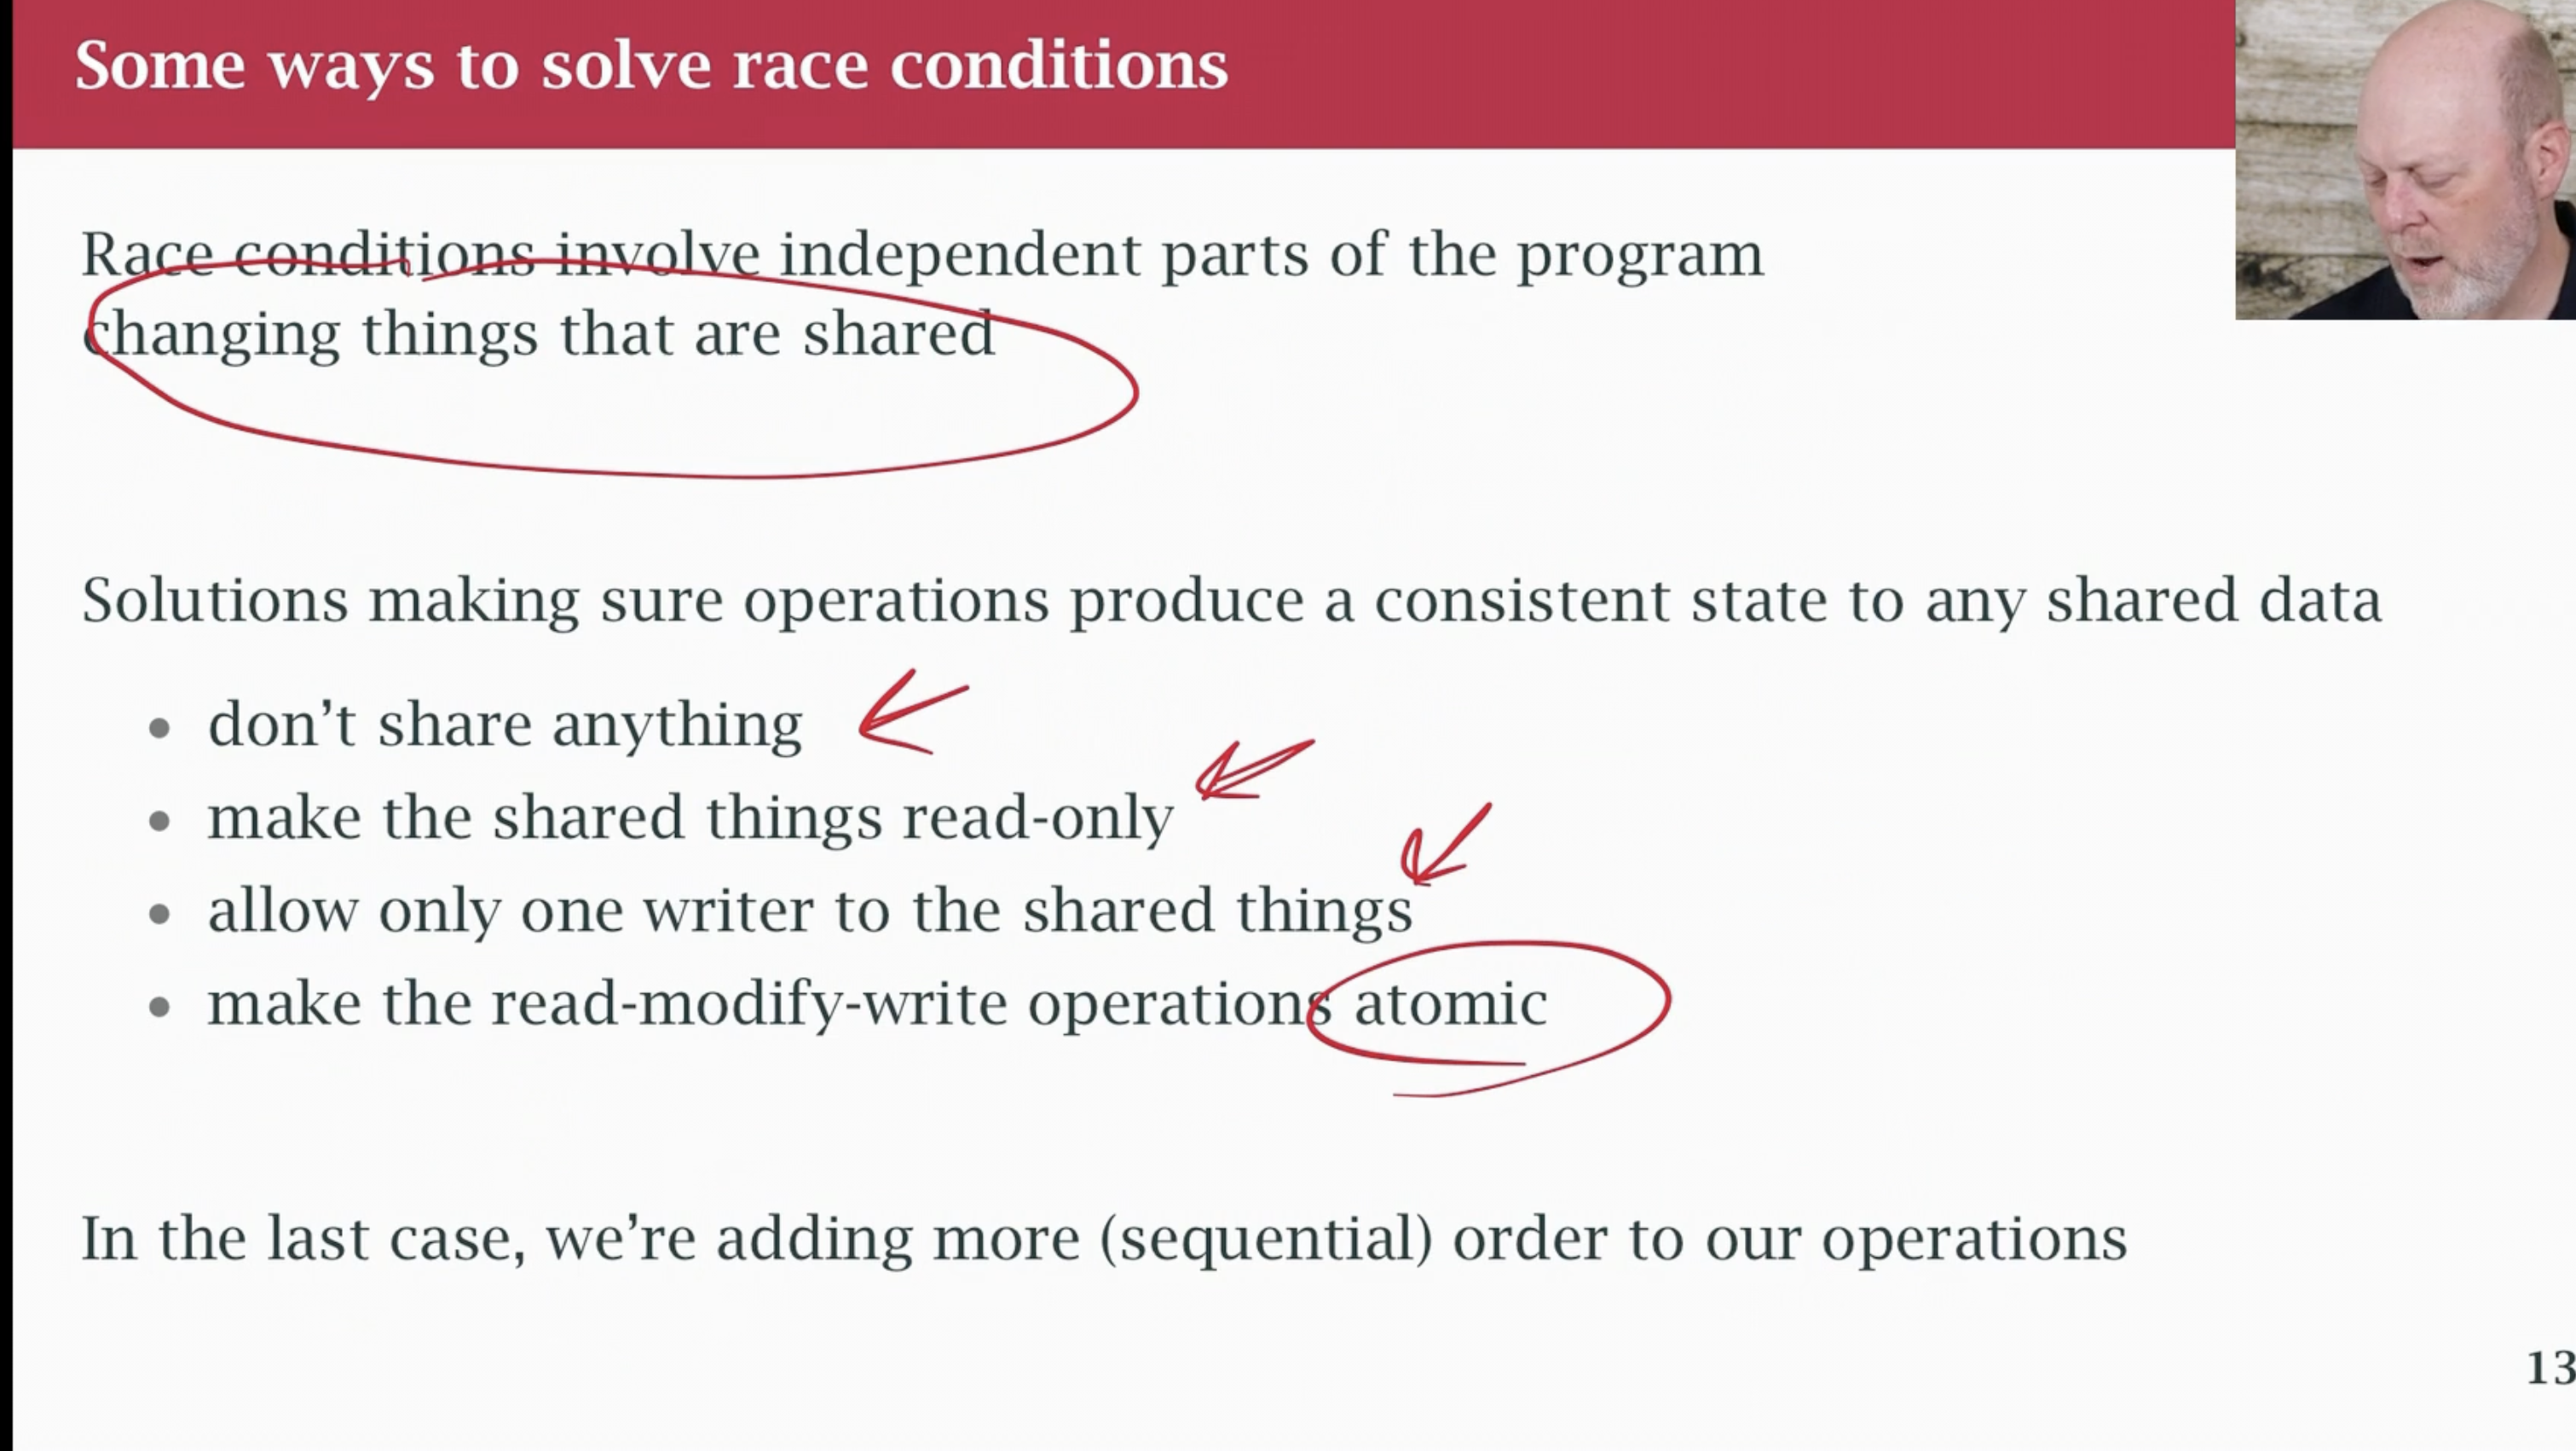 Some ways to solve race conditions
Race conditions involve independent parts of the program
changing things that are shared
Solutions making sure operations produce a consistent state to any shared data
• don’t share anything
• make the shared things read-only
• allow only one writer to the shared things
• make the read-modify-write operations atomic
In the last case, we’re adding more (sequential) order to our operations
13